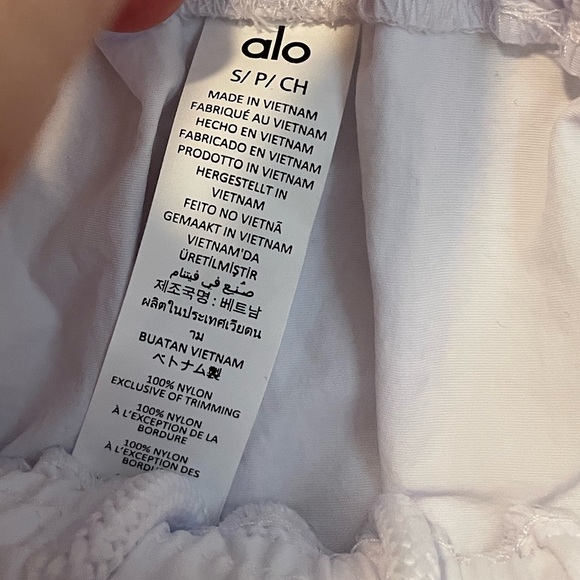 alo
S/ P/ CH
MADE IN VIETNAM
FABRIQUÉ AU VIETNAM
HECHO EN VIETNAM
FABRICADO EN VIETNAM
PRODOTTO IN VIETNAM
HERGESTELLT IN
VIETNAM
FEITO NO VIETNÃ
GEMAAKT IN VIETNAM
VIETNAM'DA
ÜRETİLMİŞTİR
صُنع في فيتنام
제조국명 : 베트남
ผลิตในประเทศเวียดน
าม
BUATAN VIETNAM
ベトナム製
100% NYLON
EXCLUSIVE OF TRIMMING
100% NYLON
À L'EXCEPTION DE LA
BORDURE
100% NYLON
À L'EXCEPTION DES